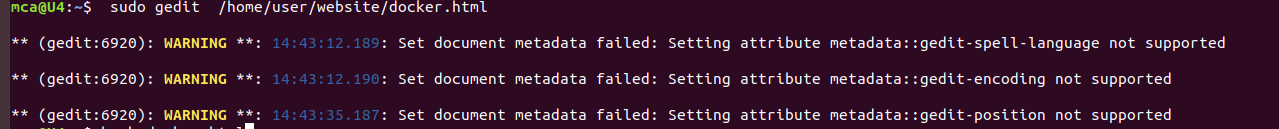 mca@U4:~$  sudo gedit  /home/user/website/docker.html
** (gedit:6920): WARNING **: 14:43:12.189: Set document metadata failed: Setting attribute metadata::gedit-spell-language not supported
** (gedit:6920): WARNING **: 14:43:12.190: Set document metadata failed: Setting attribute metadata::gedit-encoding not supported
** (gedit:6920): WARNING **: 14:43:35.187: Set document metadata failed: Setting attribute metadata::gedit-position not supported